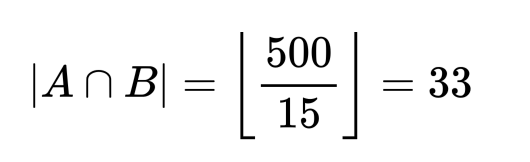 |A ∩ B| = ⌊500/15⌋ = 33